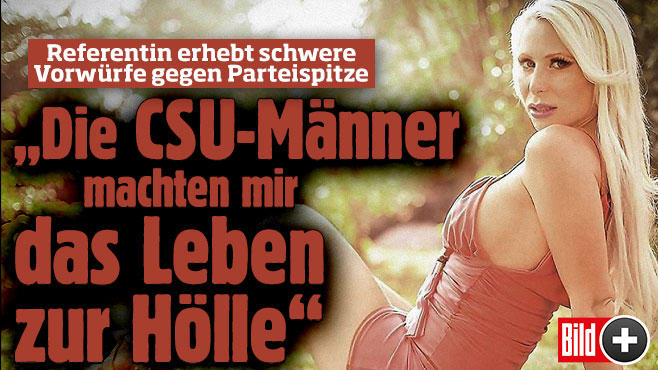 Referentin erhebt schwere
Vorwürfe gegen Parteispitze
„Die CSU-Männer
machten mir
das Leben
zur Hölle“
Bild +